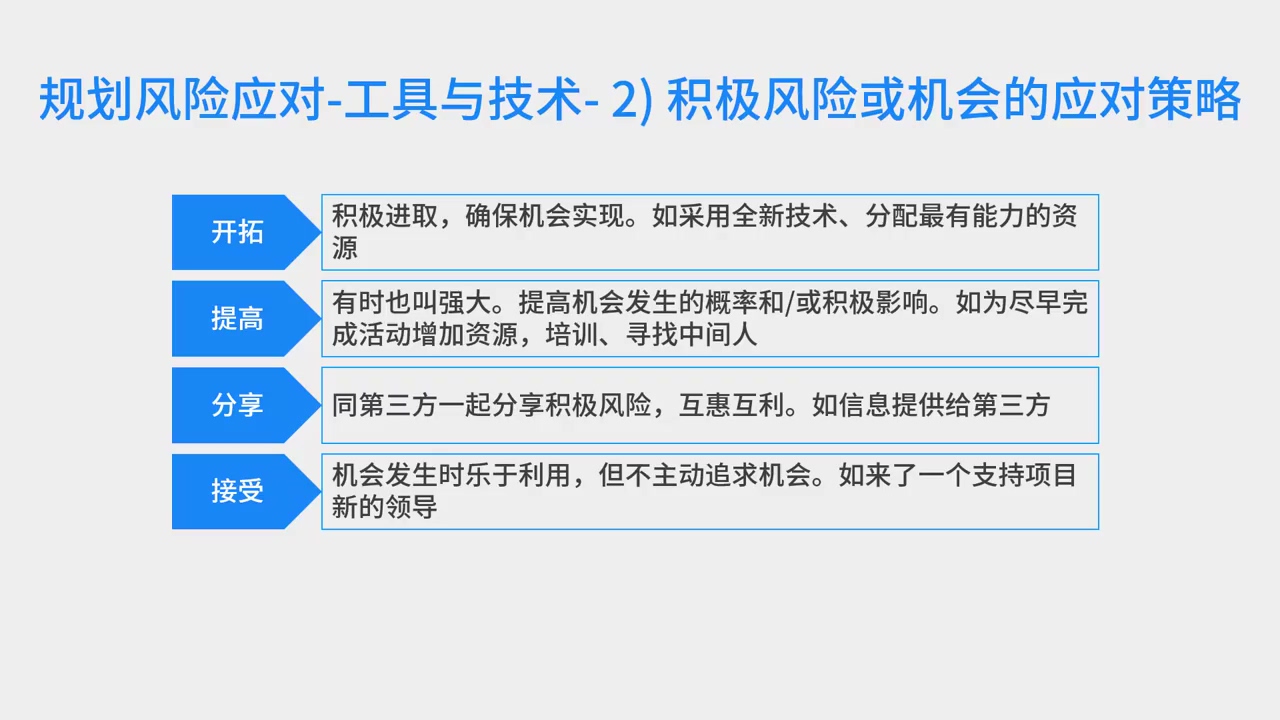 规划风险应对-工具与技术- 2) 积极风险或机会的应对策略
开拓
积极进取，确保机会实现。如采用全新技术、分配最有能力的资
源
提高
有时也叫强大。提高机会发生的概率和/或积极影响。如为尽早完
成活动增加资源，培训、寻找中间人
分享
同第三方一起分享积极风险，互惠互利。如信息提供给第三方
接受
机会发生时乐于利用，但不主动追求机会。如来了一个支持项目
新的领导